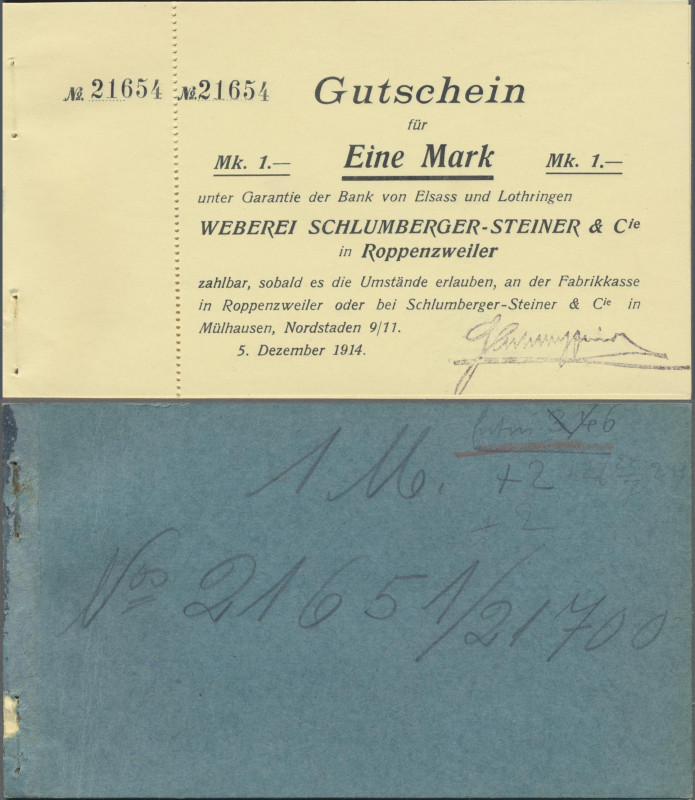 №. 21654 №. 21654 Gutschein
für
Mk. 1.— Eine Mark Mk. 1.—
unter Garantie der Bank von Elsass und Lothringen
WEBEREI SCHLUMBERGER-STEINER & Cie
in Roppenzweiler
zahlbar, sobald es die Umstände erlauben, an der Fabrikkasse
in Roppenzweiler oder bei Schlumberger-Steiner & Cie in
Mülhausen, Nordstaden 9/11.
5. Dezember 1914.
1 M. +2
+2
Nos 21651/21700